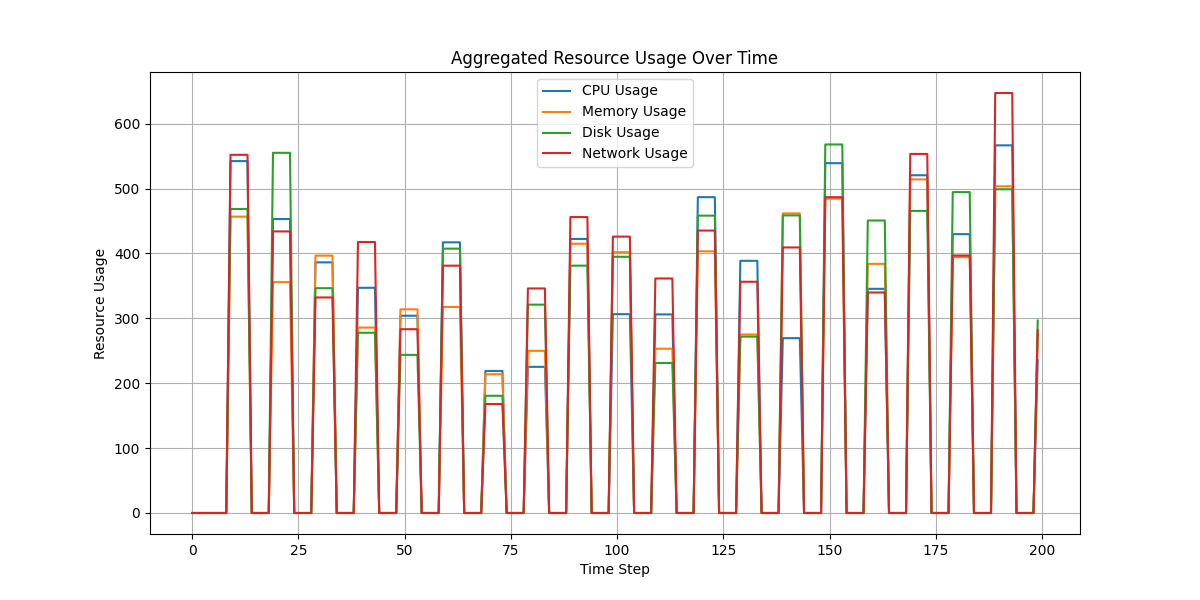 Aggregated Resource Usage Over Time
CPU Usage
Memory Usage
Disk Usage
Network Usage
Resource Usage
600
500
400
300
200
100
0
0 25 50 75 100 125 150 175 200
Time Step